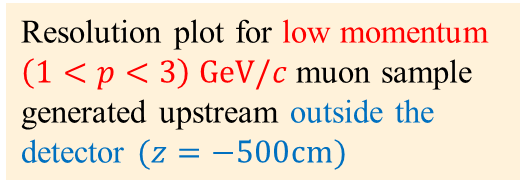 Resolution plot for low momentum
(1 < p < 3) GeV/c muon sample
generated upstream outside the
detector (z = −500cm)